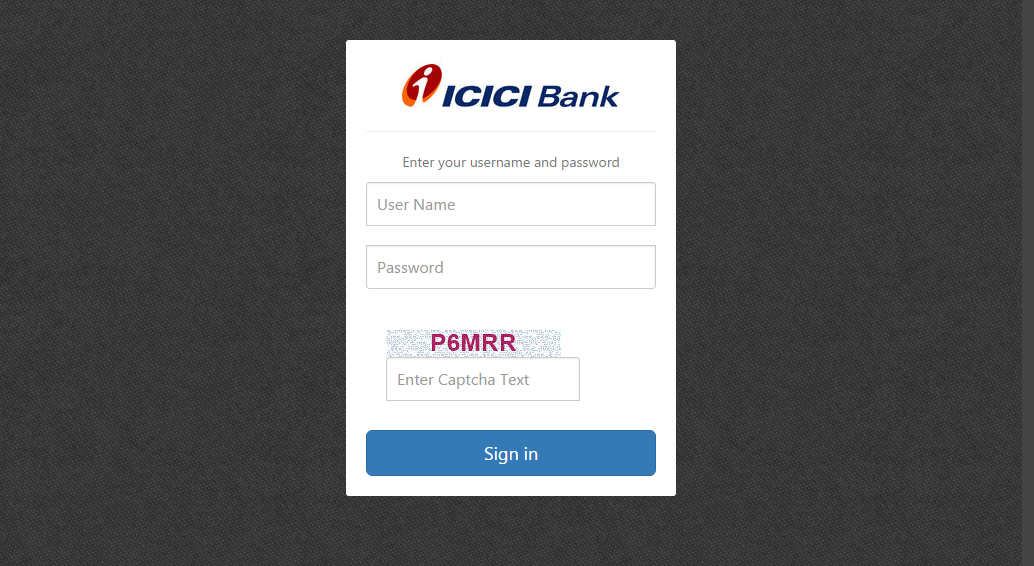 ICICI Bank
Enter your username and password
User Name
Password
P6MRR
Enter Captcha Text
Sign in